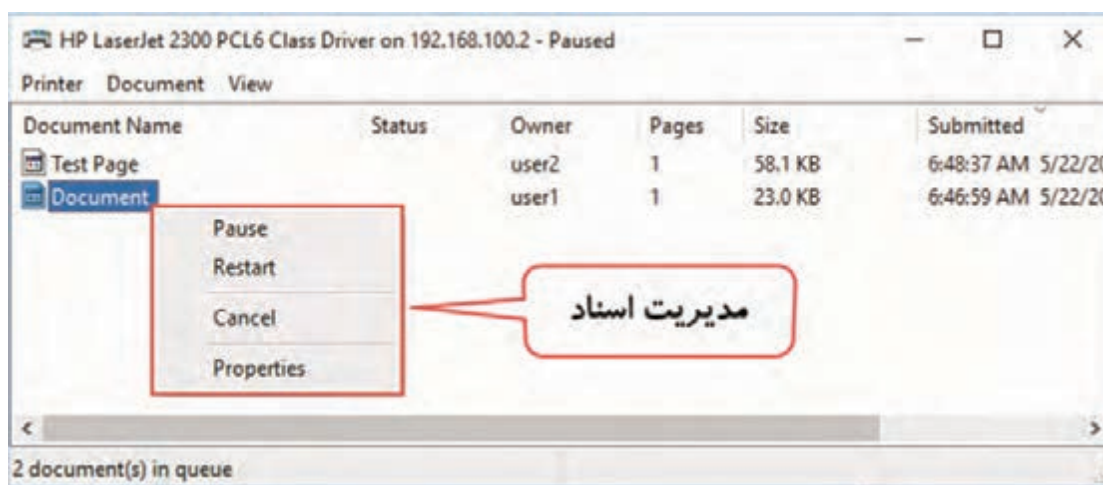 HP LaserJet 2300 PCL6 Class Driver on 192.168.100.2 - Paused
Printer Document View
Document Name Status Owner Pages Size Submitted
Test Page user2 1 58.1 KB 6:48:37 AM 5/22/20
Document user1 1 23.0 KB 6:46:59 AM 5/22/20
Pause
Restart
Cancel
Properties
مدیریت اسناد
2 document(s) in queue